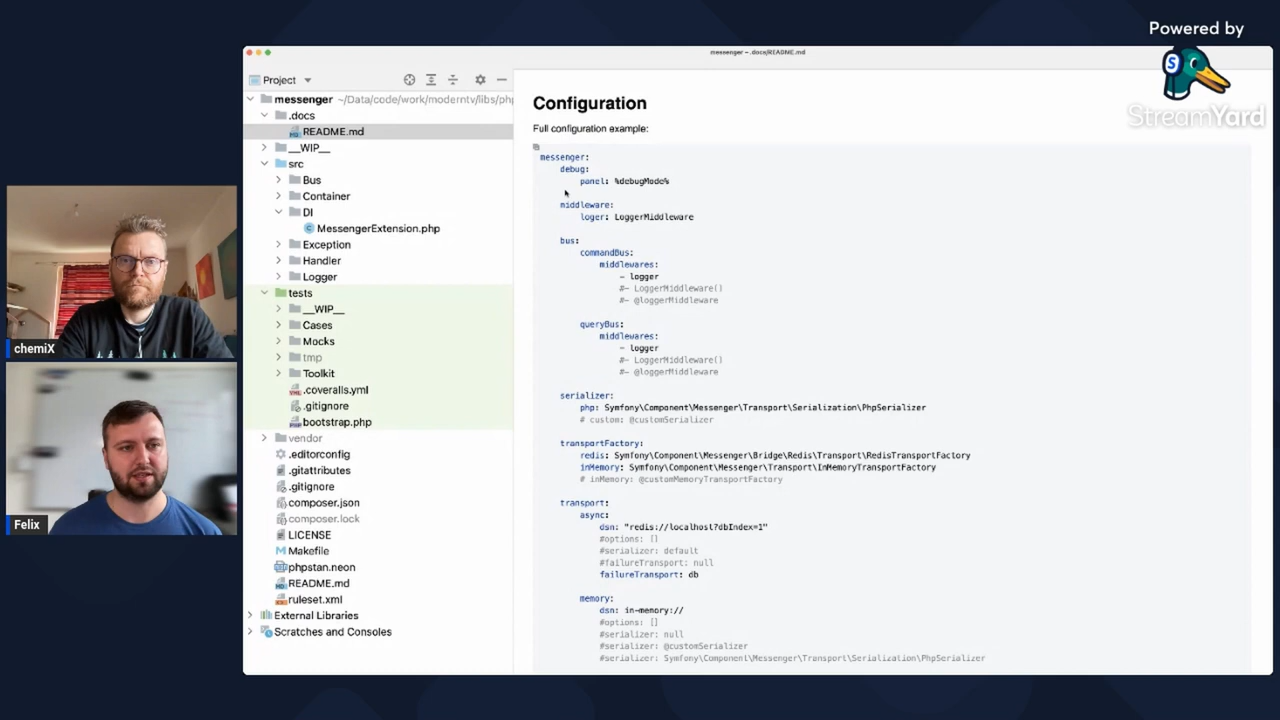 Powered by
StreamYard
messenger – .docs/README.md
Project
messenger ~/Data/code/work/moderntv/libs/php
.docs
README.md
__WIP__
src
Bus
Container
DI
MessengerExtension.php
Exception
Handler
Logger
tests
__WIP__
Cases
Mocks
tmp
Toolkit
.coveralls.yml
.gitignore
bootstrap.php
vendor
.editorconfig
.gitattributes
.gitignore
composer.json
composer.lock
LICENSE
Makefile
phpstan.neon
README.md
ruleset.xml
External Libraries
Scratches and Consoles
Configuration
Full configuration example:
messenger:
debug:
panel: %debugMode%
middleware:
loger: LoggerMiddleware
bus:
commandBus:
middlewares:
- logger
#- LoggerMiddleware()
#- @loggerMiddleware
queryBus:
middlewares:
- logger
#- LoggerMiddleware()
#- @loggerMiddleware
serializer:
php: Symfony\Component\Messenger\Transport\Serialization\PhpSerializer
# custom: @customSerializer
transportFactory:
redis: Symfony\Component\Messenger\Bridge\Redis\Transport\RedisTransportFactory
inMemory: Symfony\Component\Messenger\Transport\InMemoryTransportFactory
# inMemory: @customMemoryTransportFactory
transport:
async:
dsn: "redis://localhost?dbIndex=1"
#options: []
#serializer: default
#failureTransport: null
failureTransport: db
memory:
dsn: in-memory://
#options: []
#serializer: null
#serializer: @customSerializer
#serializer: Symfony\Component\Messenger\Transport\Serialization\PhpSerializer
chemiX
Felix